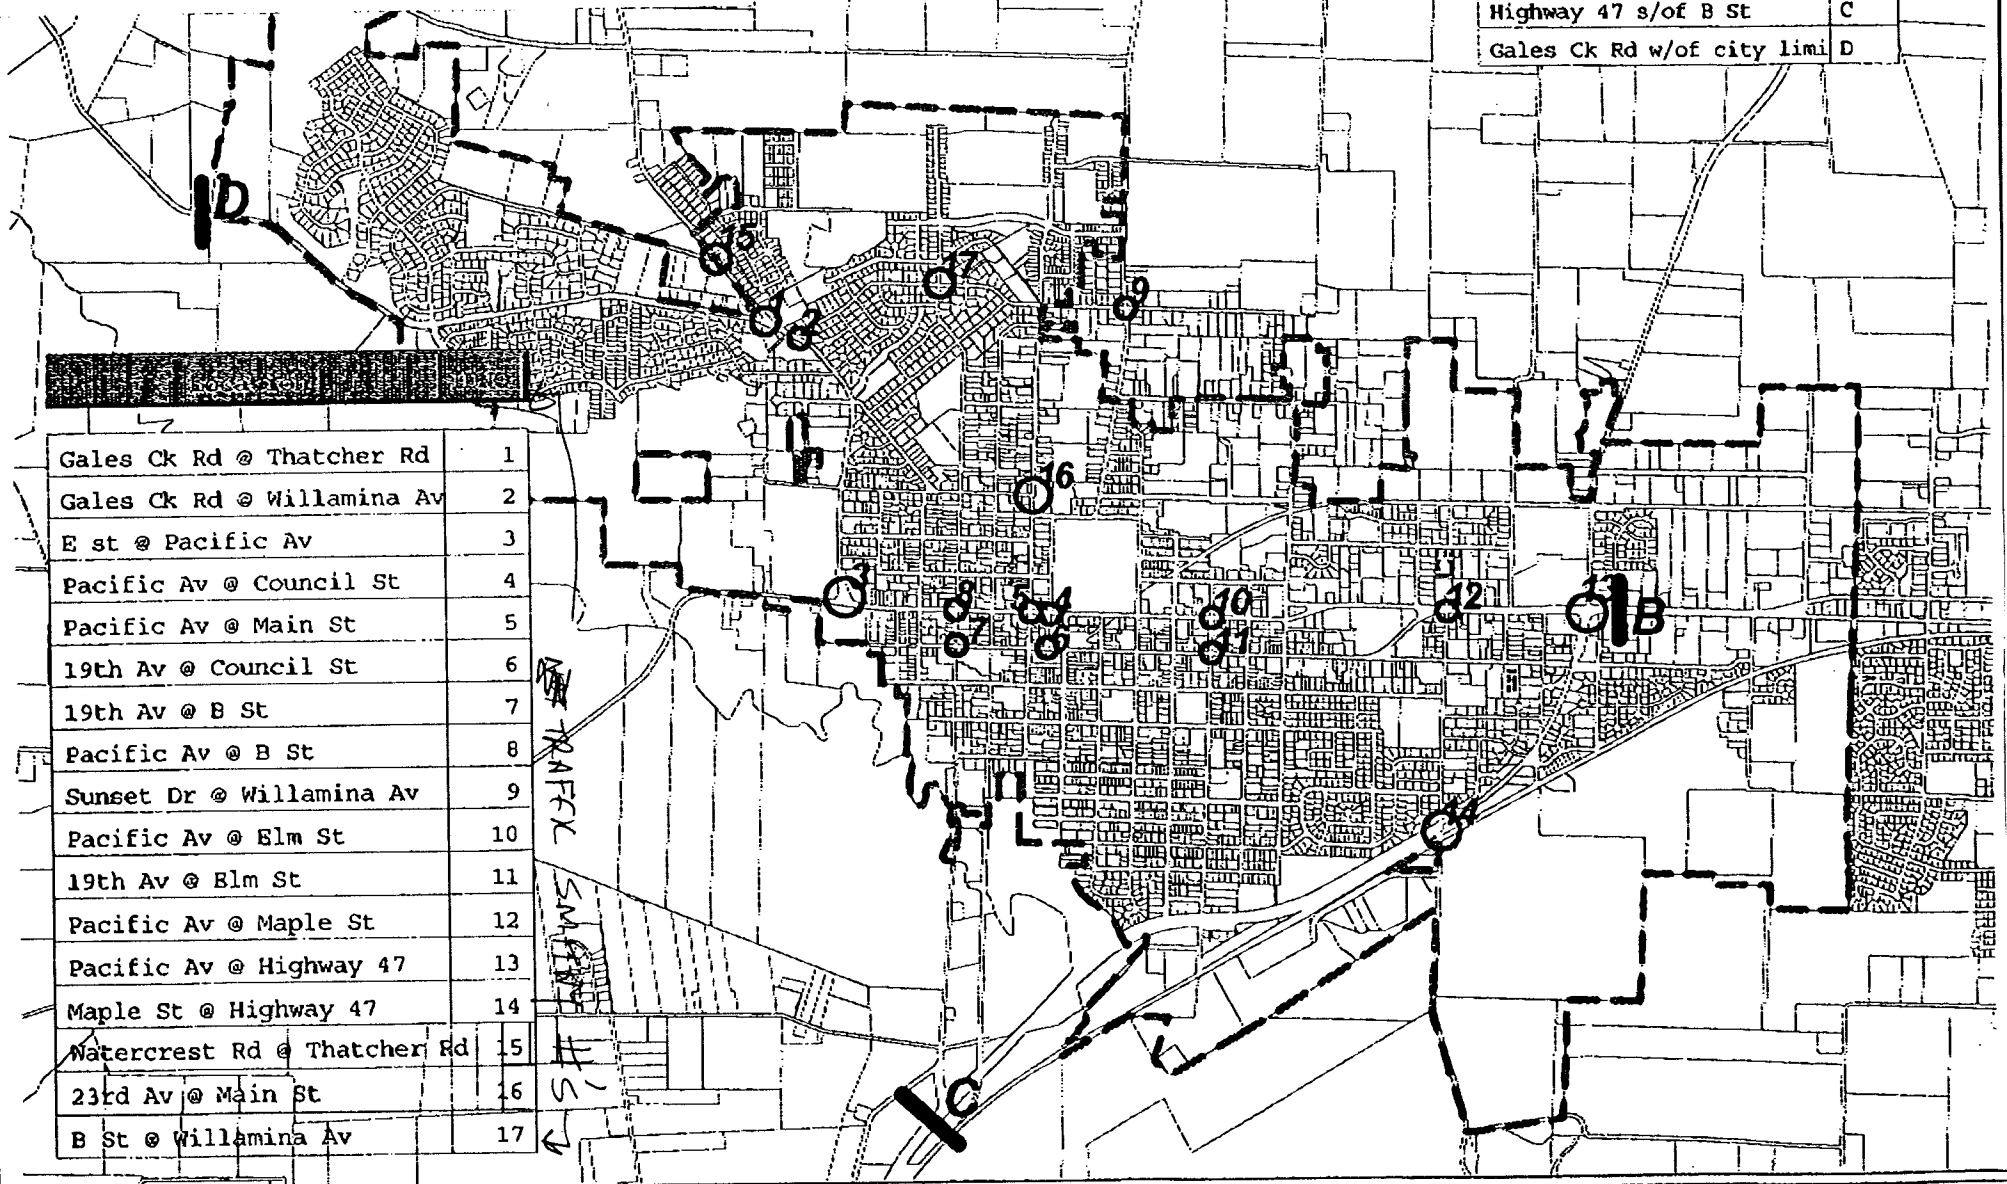 Highway 47 s/of B St C
Gales Ck Rd w/of city limi D
D
15
17
1
2
9
Gales Ck Rd @ Thatcher Rd 1
Gales Ck Rd @ Willamina Av 2
E st @ Pacific Av 3
Pacific Av @ Council St 4
Pacific Av @ Main St 5
19th Av @ Council St 6
19th Av @ B St 7
Pacific Av @ B St 8
Sunset Dr @ Willamina Av 9
Pacific Av @ Elm St 10
19th Av @ Elm St 11
Pacific Av @ Maple St 12
Pacific Av @ Highway 47 13
Maple St @ Highway 47 14
Watercrest Rd @ Thatcher Rd 15
23rd Av @ Main St 16
B St @ Willamina Av 17
16
3
8
5
4
10
12
13
B
7
6
11
14
C
#'S